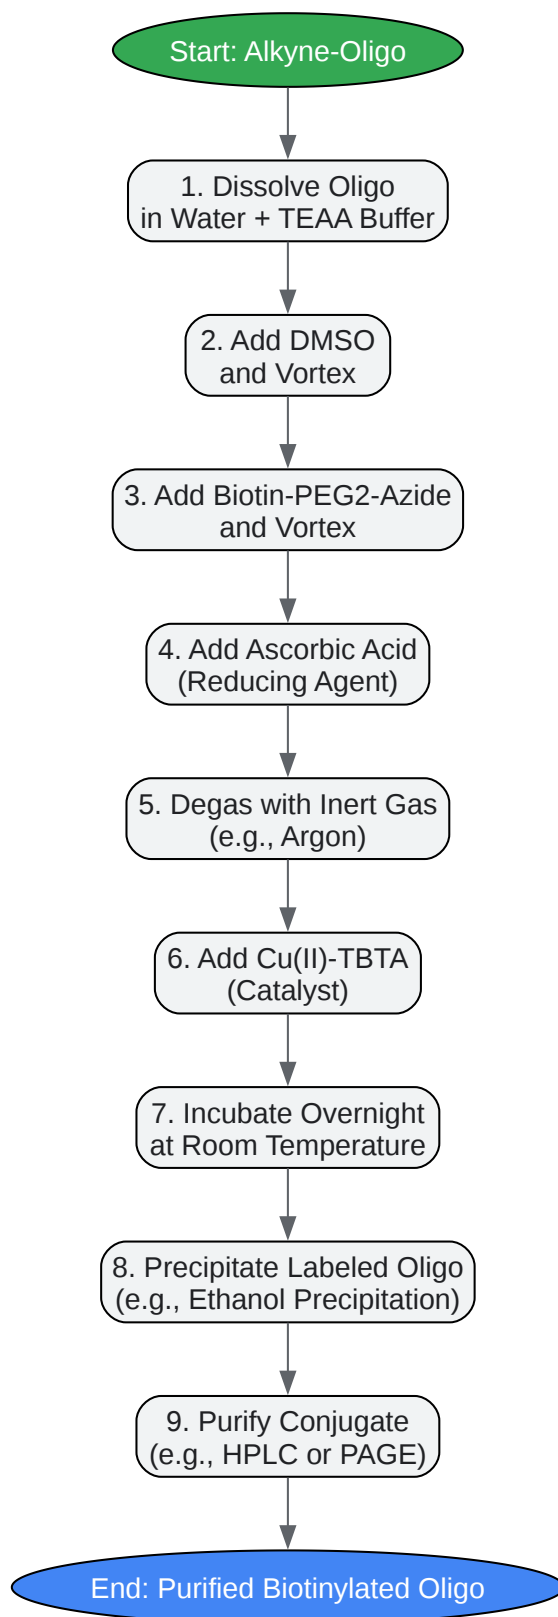 Start: Alkyne-Oligo
1. Dissolve Oligo
in Water + TEAA Buffer
2. Add DMSO
and Vortex
3. Add Biotin-PEG2-Azide
and Vortex
4. Add Ascorbic Acid
(Reducing Agent)
5. Degas with Inert Gas
(e.g., Argon)
6. Add Cu(II)-TBTA
(Catalyst)
7. Incubate Overnight
at Room Temperature
8. Precipitate Labeled Oligo
(e.g., Ethanol Precipitation)
9. Purify Conjugate
(e.g., HPLC or PAGE)
End: Purified Biotinylated Oligo